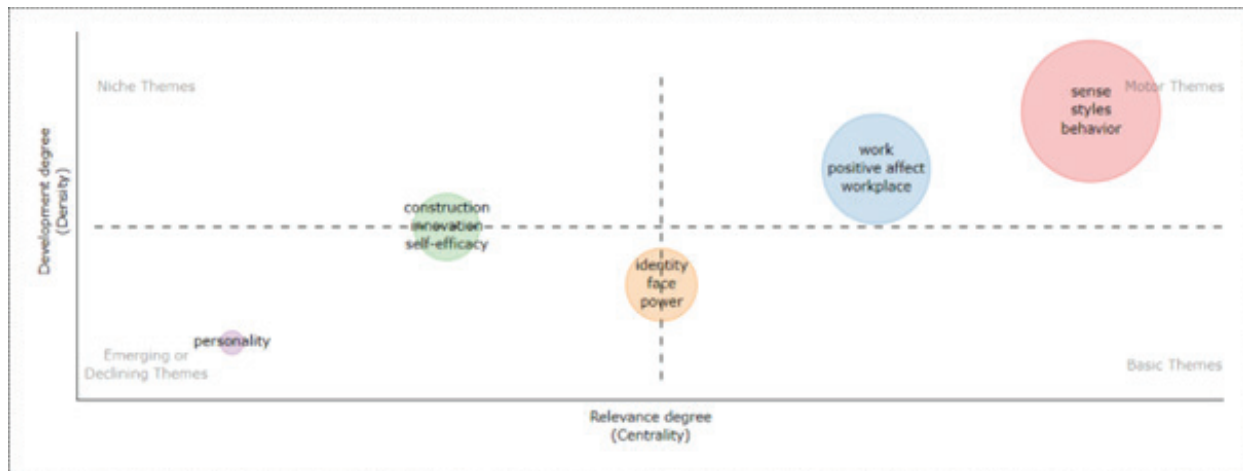 Niche Themes
Motor Themes
sense
styles
behavior
work
positive affect
workplace
construction
innovation
self-efficacy
identity
face
power
personality
Emerging or
Declining Themes
Basic Themes
Development degree
(Density)
Relevance degree
(Centrality)